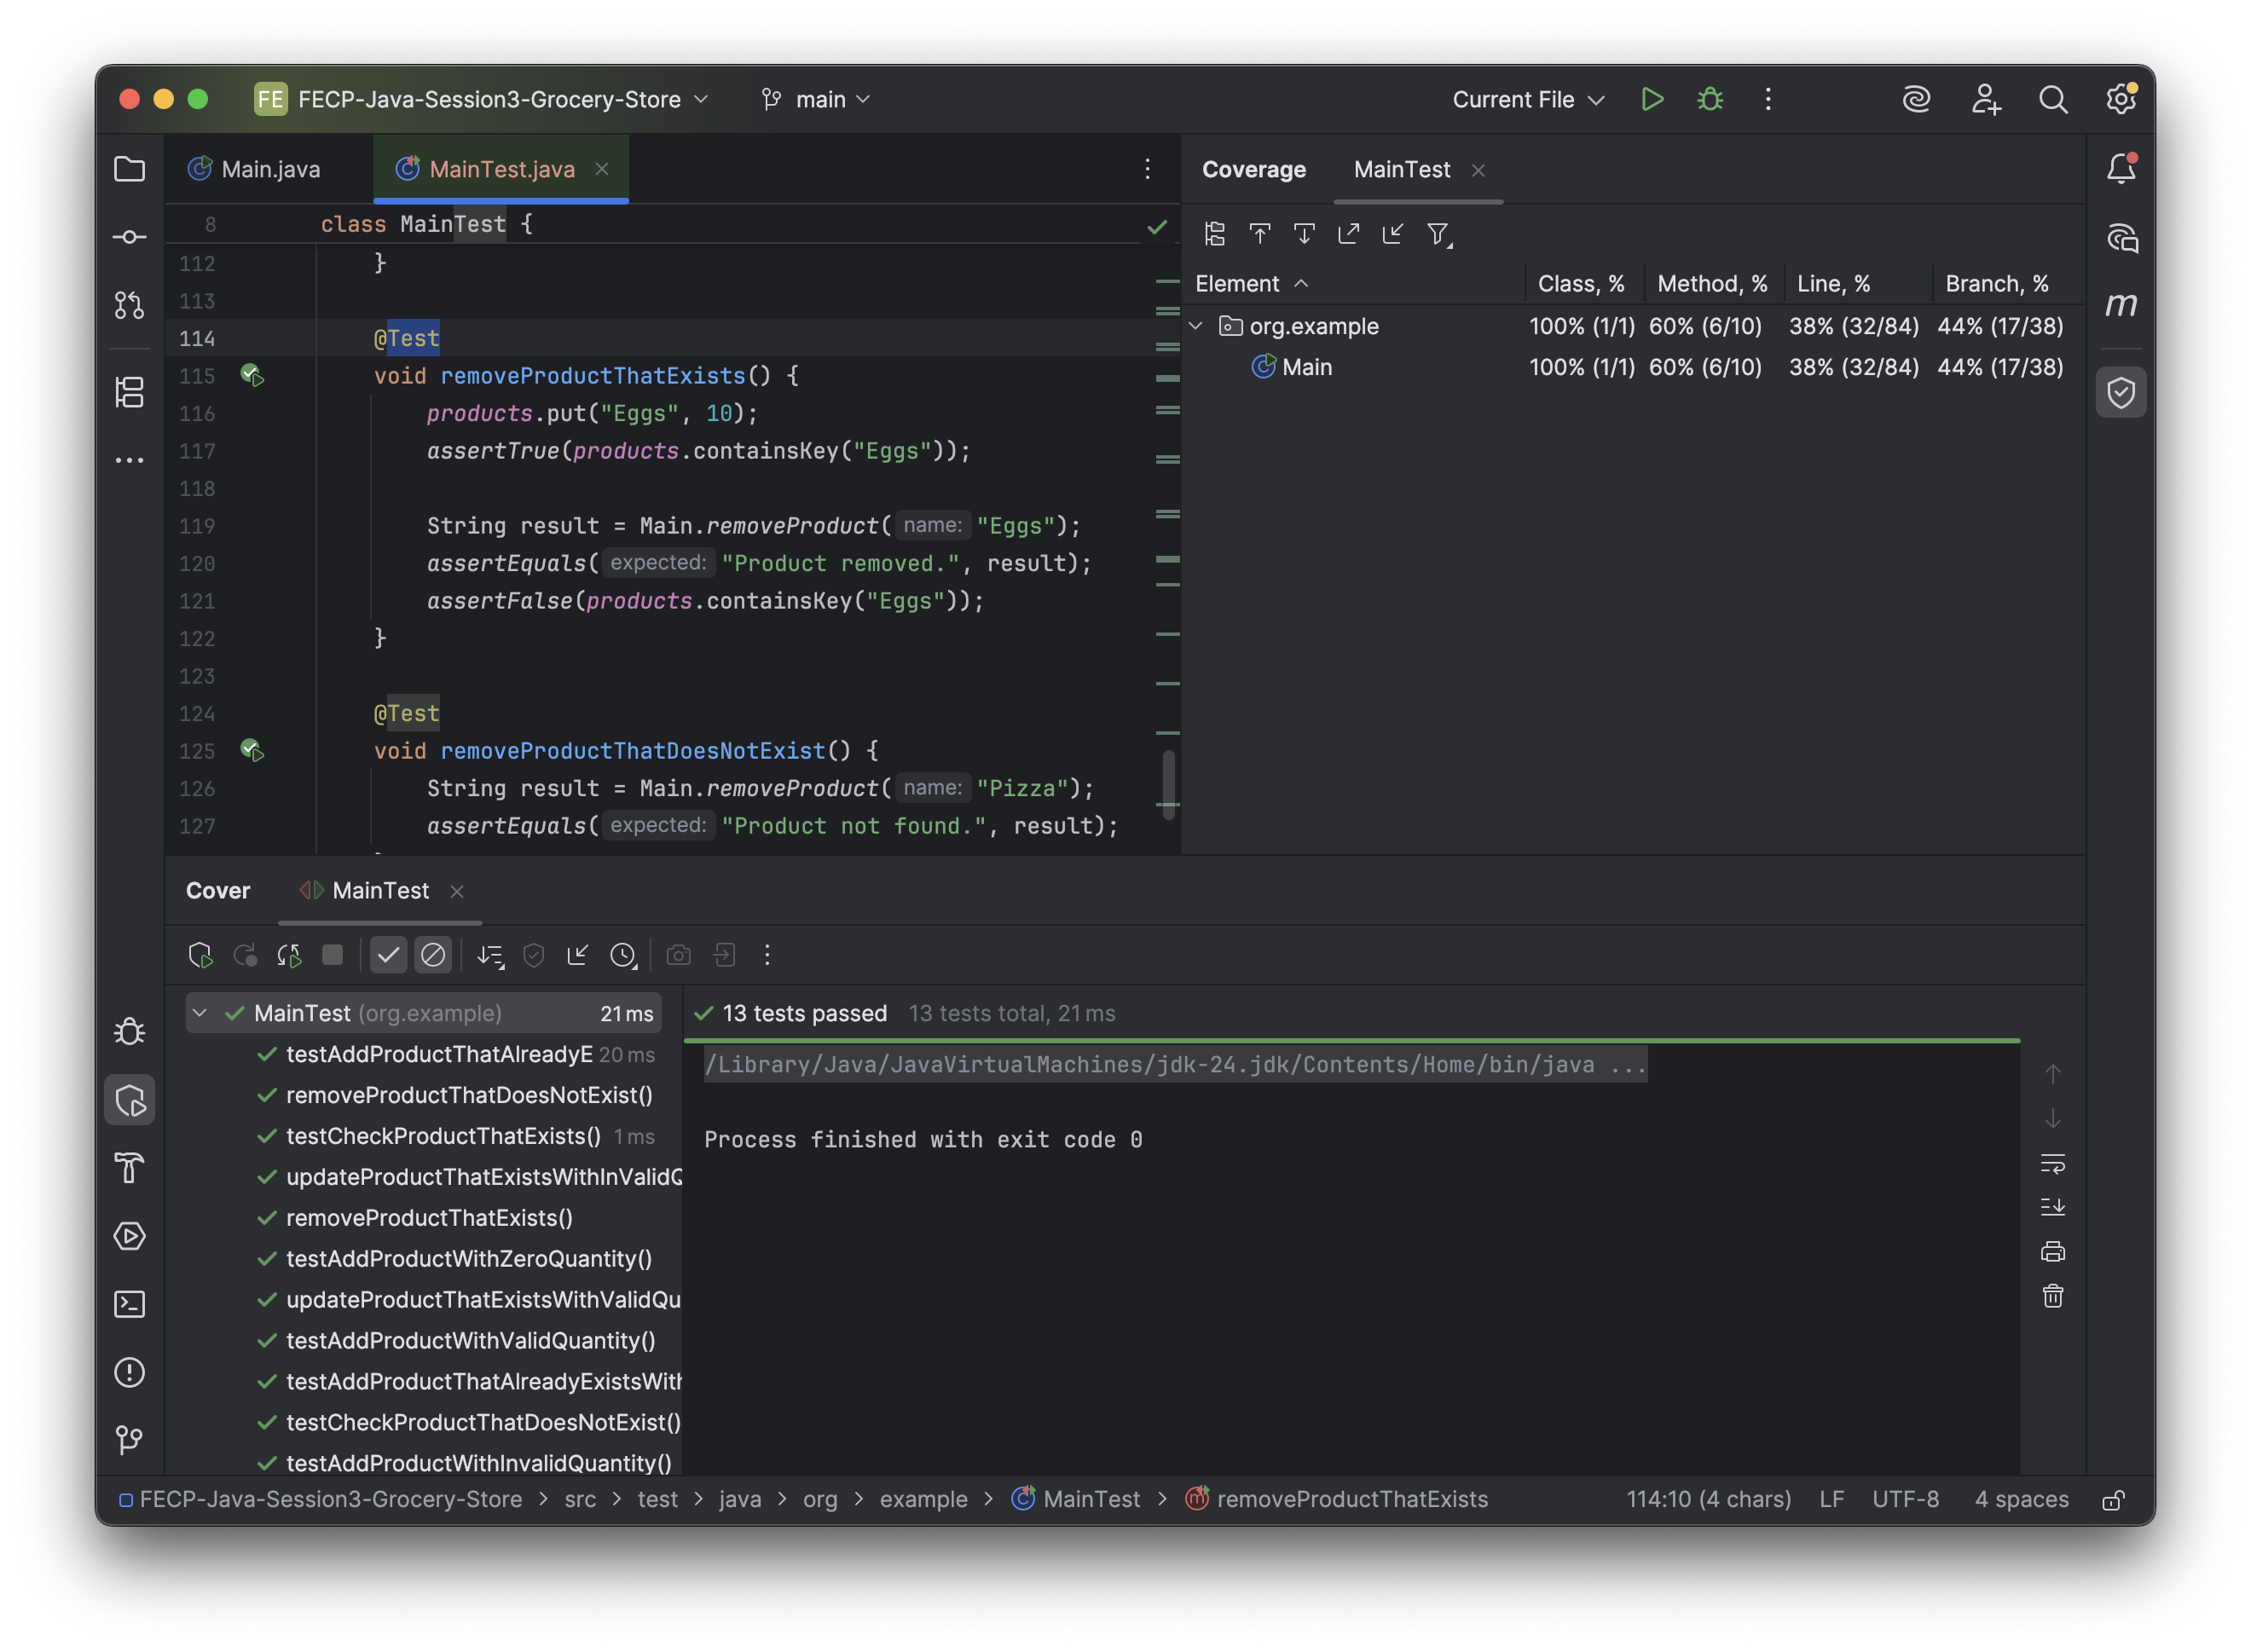 FE FECP-Java-Session3-Grocery-Store main Current File
Main.java MainTest.java
8 class MainTest {
112 }
113
114 @Test
115 void removeProductThatExists() {
116 products.put("Eggs", 10);
117 assertTrue(products.containsKey("Eggs"));
118
119 String result = Main.removeProduct( name: "Eggs");
120 assertEquals( expected: "Product removed.", result);
121 assertFalse(products.containsKey("Eggs"));
122 }
123
124 @Test
125 void removeProductThatDoesNotExist() {
126 String result = Main.removeProduct( name: "Pizza");
127 assertEquals( expected: "Product not found.", result);
Coverage MainTest
Element Class, % Method, % Line, % Branch, %
org.example 100% (1/1) 60% (6/10) 38% (32/84) 44% (17/38)
Main 100% (1/1) 60% (6/10) 38% (32/84) 44% (17/38)
m
Cover MainTest
MainTest (org.example) 21 ms
testAddProductThatAlreadyE 20 ms
removeProductThatDoesNotExist()
testCheckProductThatExists() 1 ms
updateProductThatExistsWithInValidQ
removeProductThatExists()
testAddProductWithZeroQuantity()
updateProductThatExistsWithValidQu
testAddProductWithValidQuantity()
testAddProductThatAlreadyExistsWith
testCheckProductThatDoesNotExist()
testAddProductWithInvalidQuantity()
13 tests passed 13 tests total, 21 ms
/Library/Java/JavaVirtualMachines/jdk-24.jdk/Contents/Home/bin/java ...
Process finished with exit code 0
FECP-Java-Session3-Grocery-Store > src > test > java > org > example > MainTest > removeProductThatExists 114:10 (4 chars) LF UTF-8 4 spaces